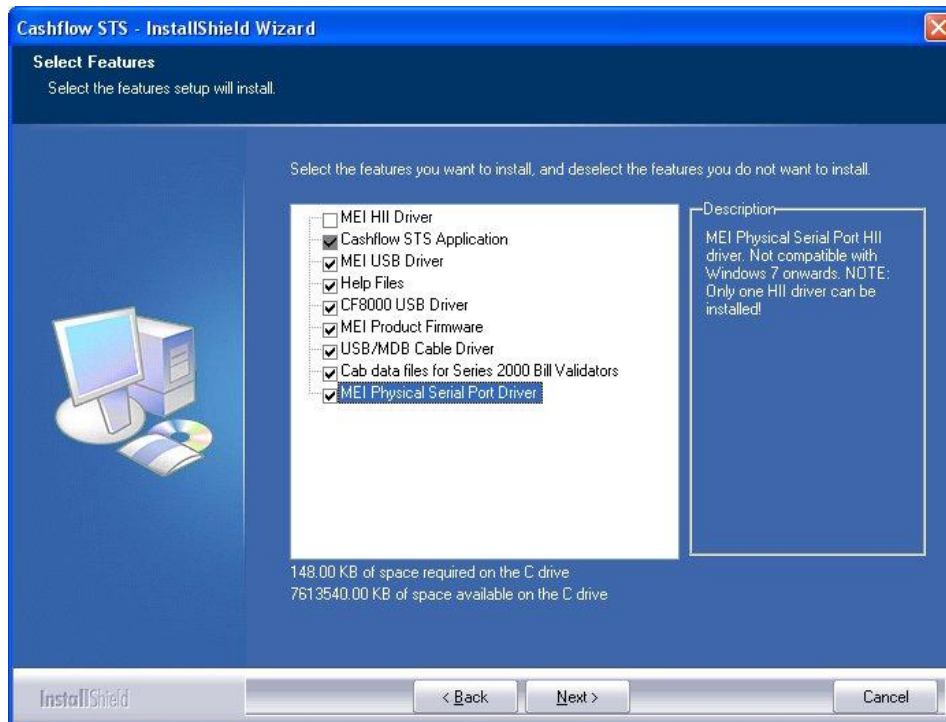 Cashflow STS - InstallShield Wizard
Select Features
Select the features setup will install.
Select the features you want to install, and deselect the features you do not want to install.
MEI HII Driver
Cashflow STS Application
MEI USB Driver
Help Files
CF8000 USB Driver
MEI Product Firmware
USB/MDB Cable Driver
Cab data files for Series 2000 Bill Validators
MEI Physical Serial Port Driver
Description
MEI Physical Serial Port HII
driver. Not compatible with
Windows 7 onwards. NOTE:
Only one HII driver can be
installed!
148.00 KB of space required on the C drive
7613540.00 KB of space available on the C drive
InstallShield
< Back
Next >
Cancel